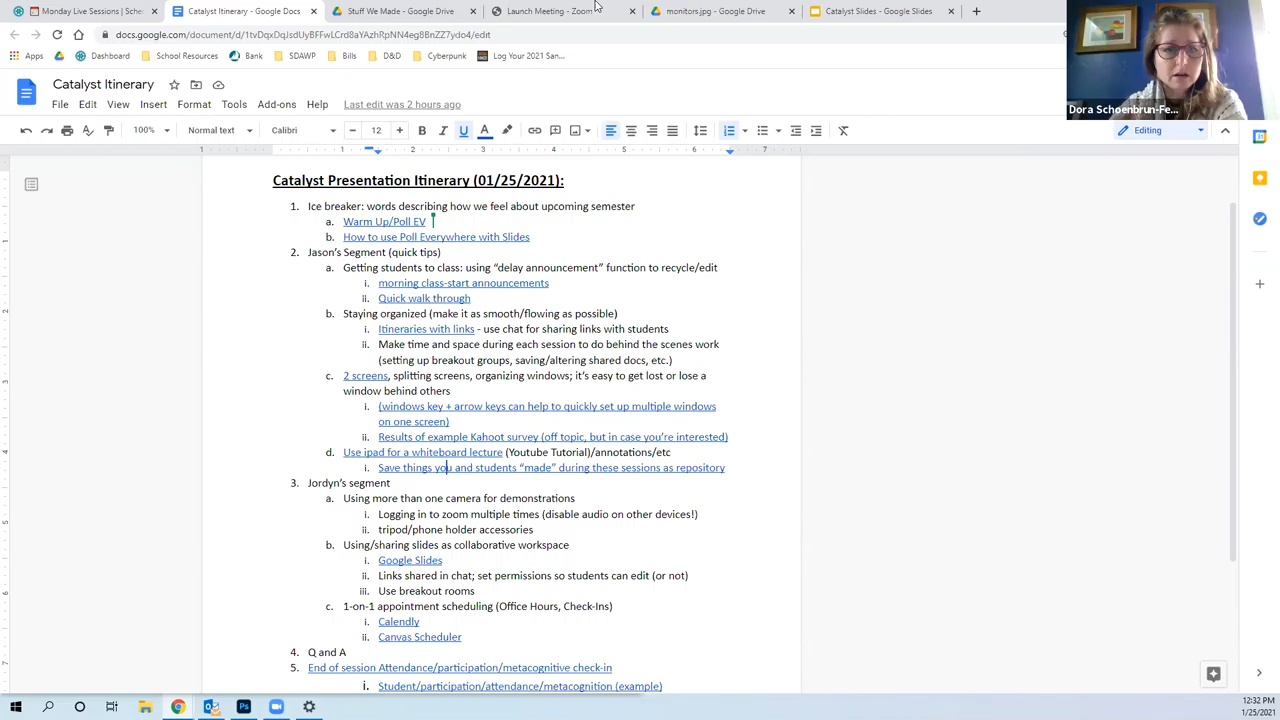 Monday Live Sessions | Sche
Catalyst Itinerary - Google Docs
Stuff We Made - Google Drive
Launch Meeting - Zoom
monitors.jpg - Google Drive
Catalyst Slides - Google Slides
docs.google.com/document/d/1tvDqxDqJsdUyBFFwLCrd8aYAzhRpNN4eg8BnZZ7ydo4/edit
Apps
Dashboard
School Resources
Bank
SDAWP
Bills
D&D
Cyberpunk
Log Your 2021 San...
Catalyst Itinerary
File Edit View Insert Format Tools Add-ons Help Last edit was 2 hours ago
100% Normal text Calibri 12 B I U A Editing
Dora Schoenbrun-Fe...
1 1 2 3 4 5 6 7
Catalyst Presentation Itinerary (01/25/2021):
1. Ice breaker: words describing how we feel about upcoming semester
a. Warm Up/Poll EV
b. How to use Poll Everywhere with Slides
2. Jason's Segment (quick tips)
a. Getting students to class: using “delay announcement” function to recycle/edit
i. morning class-start announcements
ii. Quick walk through
b. Staying organized (make it as smooth/flowing as possible)
i. Itineraries with links - use chat for sharing links with students
ii. Make time and space during each session to do behind the scenes work
(setting up breakout groups, saving/altering shared docs, etc.)
c. 2 screens, splitting screens, organizing windows; it's easy to get lost or lose a
window behind others
i. (windows key + arrow keys can help to quickly set up multiple windows
on one screen)
ii. Results of example Kahoot survey (off topic, but in case you're interested)
d. Use ipad for a whiteboard lecture (Youtube Tutorial)/annotations/etc
i. Save things you and students “made” during these sessions as repository
3. Jordyn's segment
a. Using more than one camera for demonstrations
i. Logging in to zoom multiple times (disable audio on other devices!)
ii. tripod/phone holder accessories
b. Using/sharing slides as collaborative workspace
i. Google Slides
ii. Links shared in chat; set permissions so students can edit (or not)
iii. Use breakout rooms
c. 1-on-1 appointment scheduling (Office Hours, Check-Ins)
i. Calendly
ii. Canvas Scheduler
4. Q and A
5. End of session Attendance/participation/metacognitive check-in
i. Student/participation/attendance/metacognition (example)
12:32 PM
1/25/2021